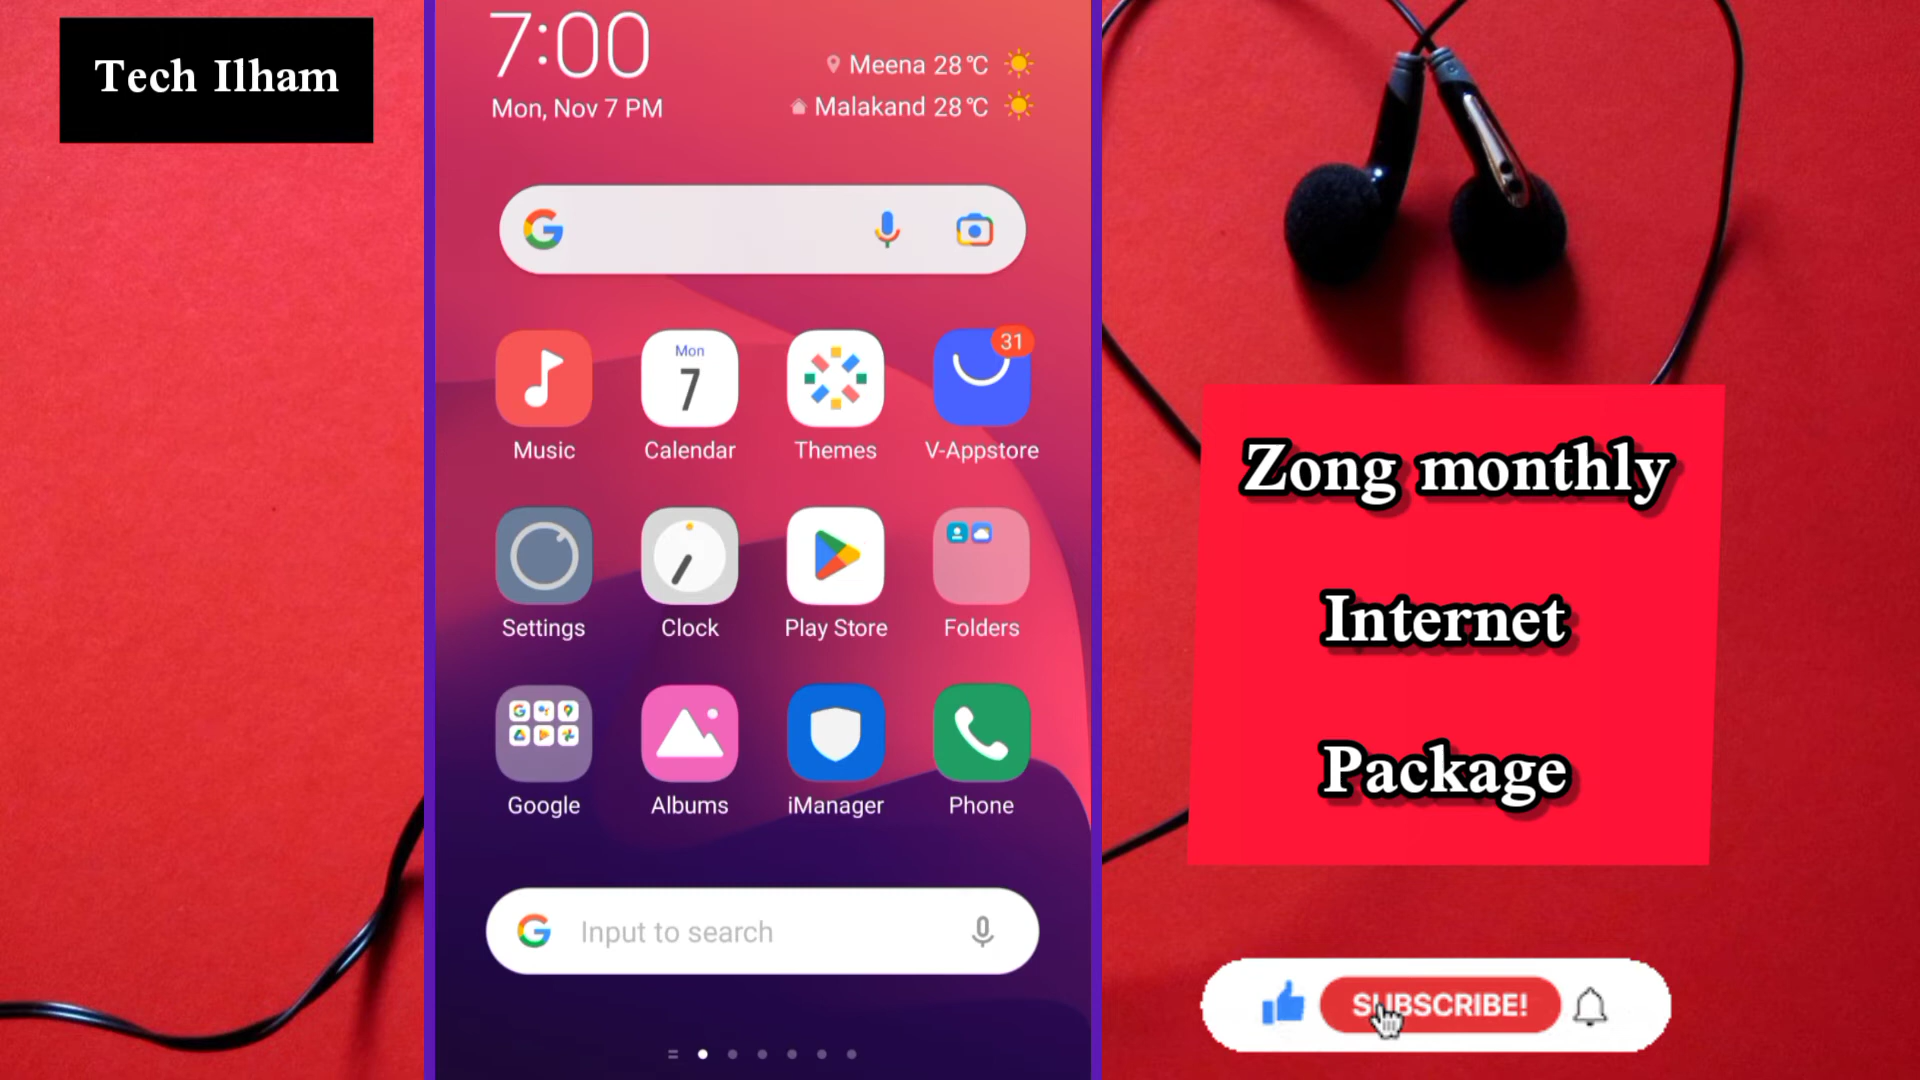 Tech Ilham
7:00
Mon, Nov 7 PM
Meena 28℃
Malakand 28℃
Mon
7
31
Music
Calendar
Themes
V-Appstore
Settings
Clock
Play Store
Folders
Google
Albums
iManager
Phone
Input to search
Zong monthly
Internet
Package
SUBSCRIBE!